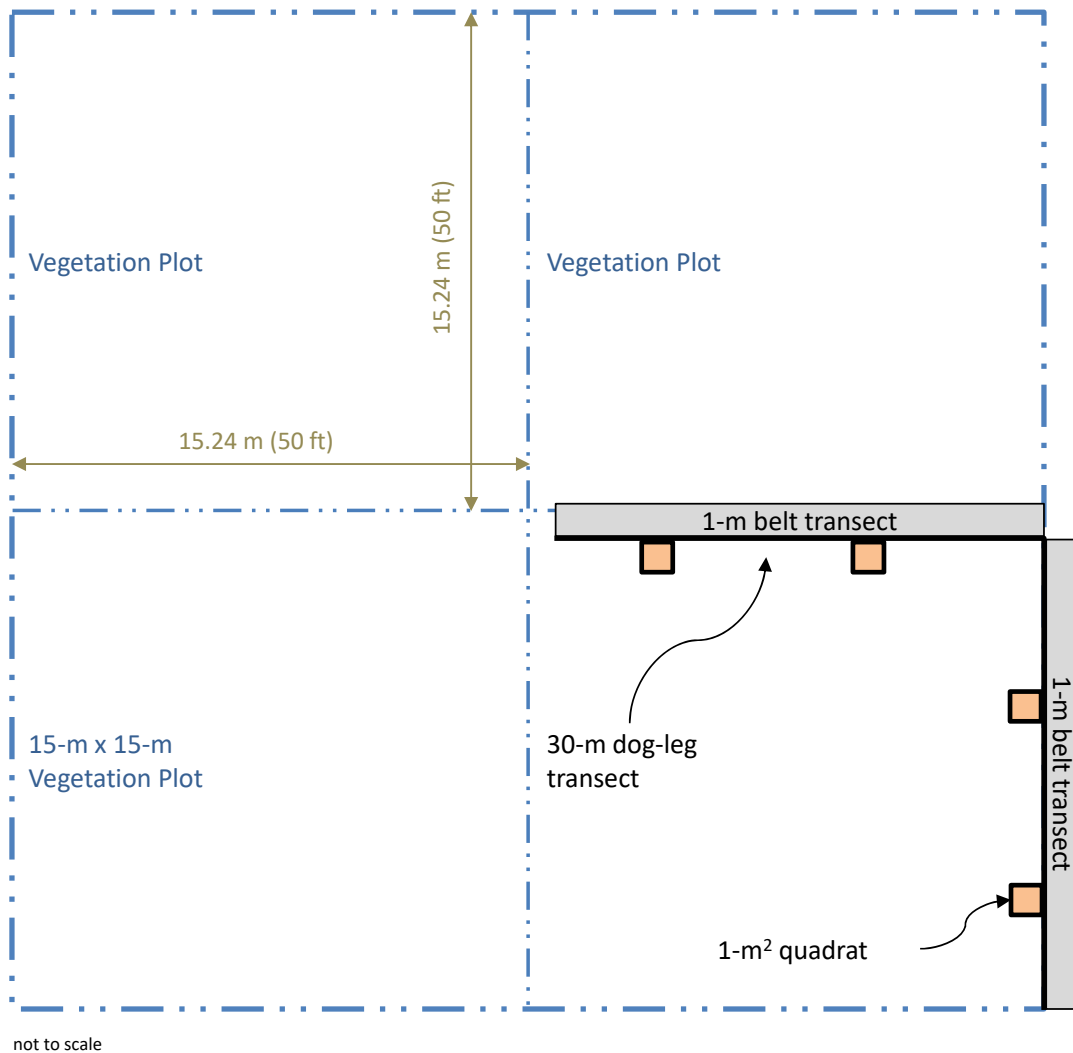 Vegetation Plot
15.24 m (50 ft)
Vegetation Plot
15.24 m (50 ft)
1-m belt transect
15-m x 15-m
Vegetation Plot
30-m dog-leg
transect
1-m belt transect
1-m² quadrat
not to scale